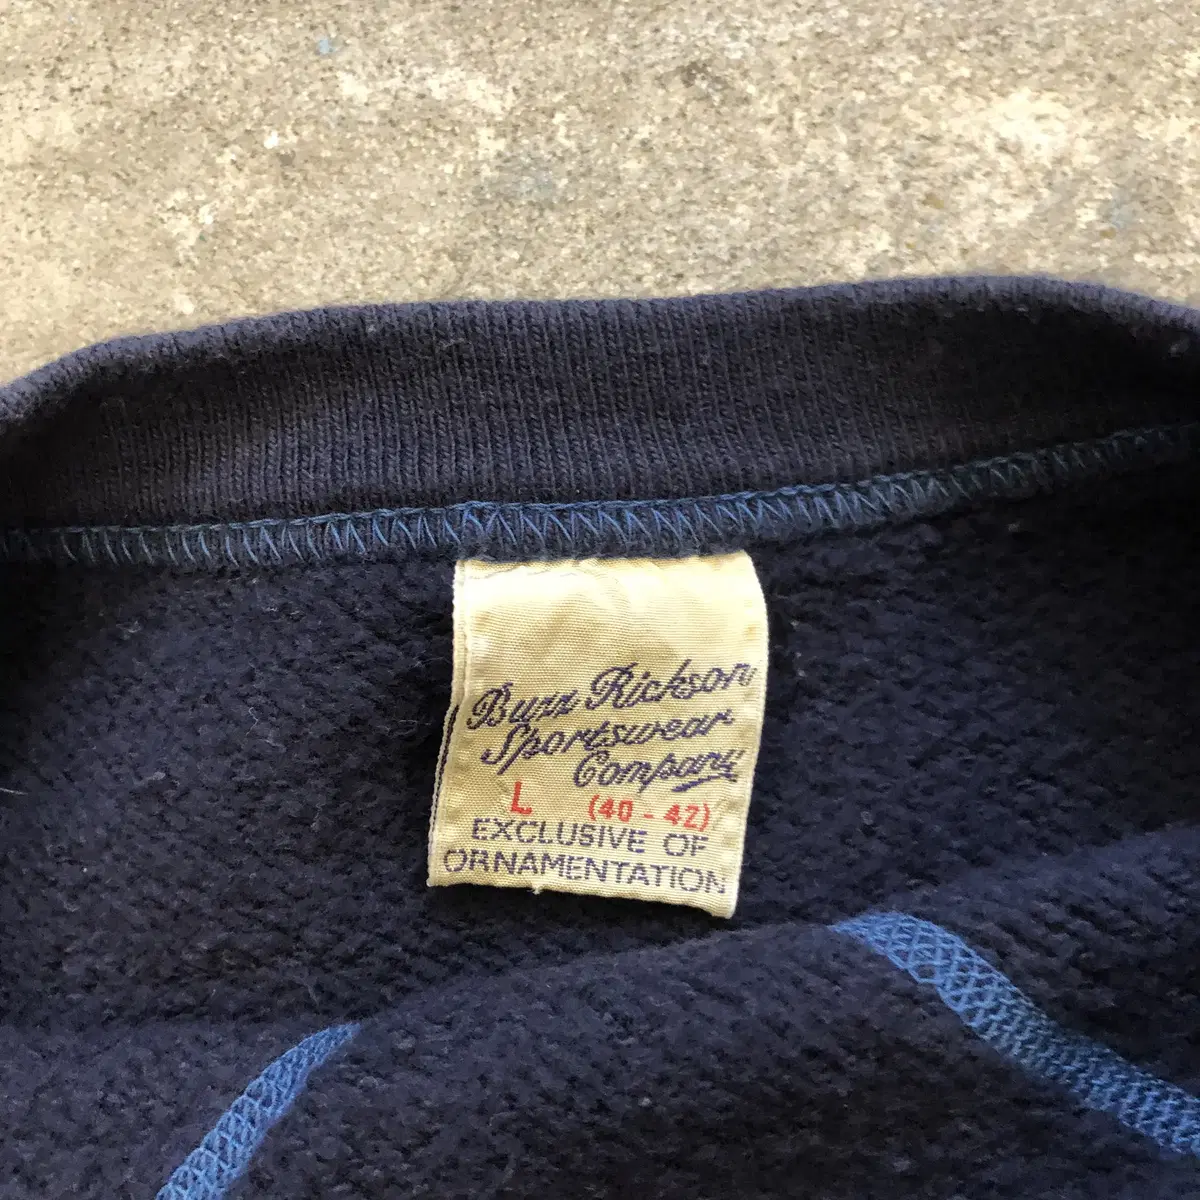 Buzz Rickson
Sportswear
Company
L (40 - 42)
EXCLUSIVE OF
ORNAMENTATION